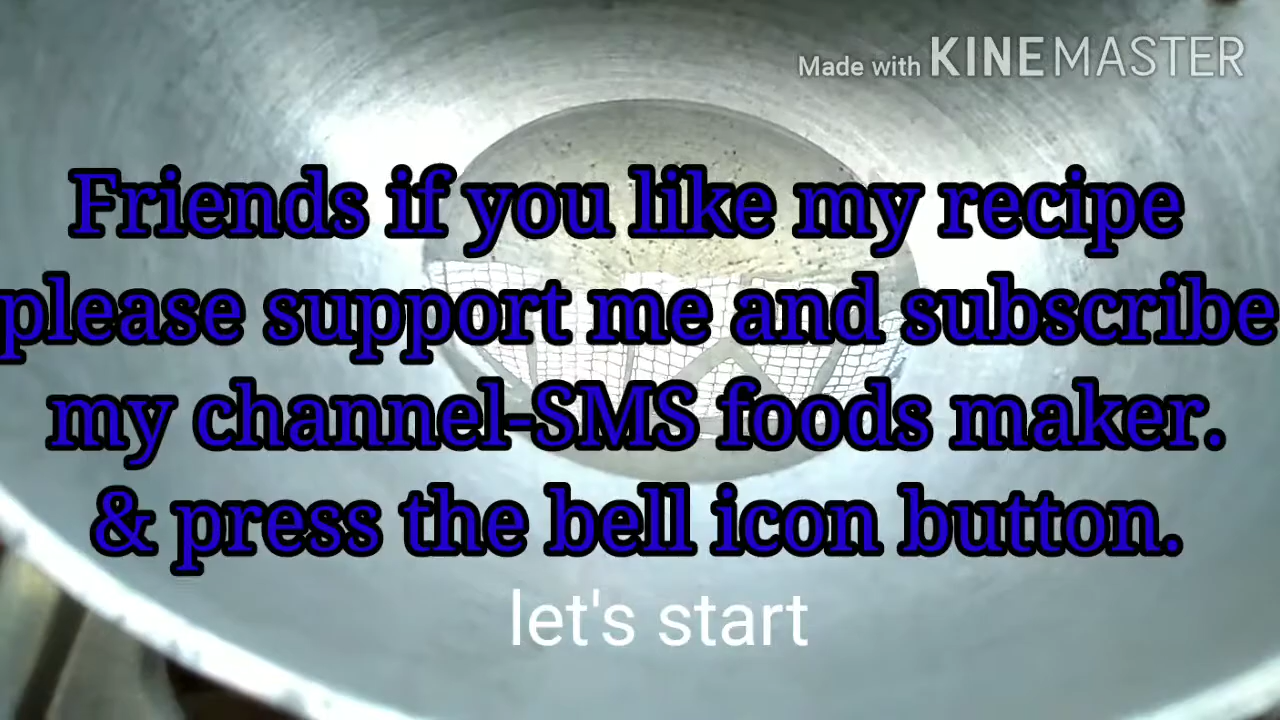 Made with KINEMASTER
Friends if you like my recipe
please support me and subscribe
my channel-SMS foods maker.
& press the bell icon button.
let's start